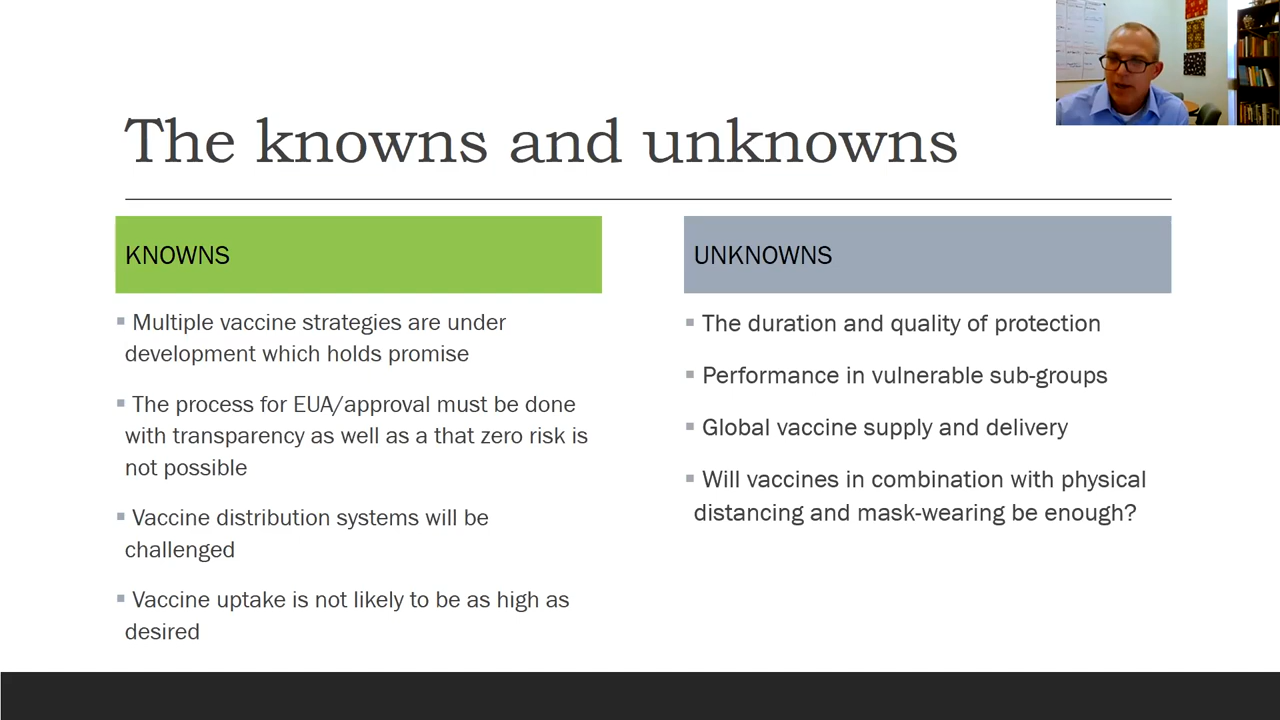 The knowns and unknowns
KNOWNS
Multiple vaccine strategies are under
development which holds promise
The process for EUA/approval must be done
with transparency as well as a that zero risk is
not possible
Vaccine distribution systems will be
challenged
Vaccine uptake is not likely to be as high as
desired
UNKNOWNS
The duration and quality of protection
Performance in vulnerable sub-groups
Global vaccine supply and delivery
Will vaccines in combination with physical
distancing and mask-wearing be enough?